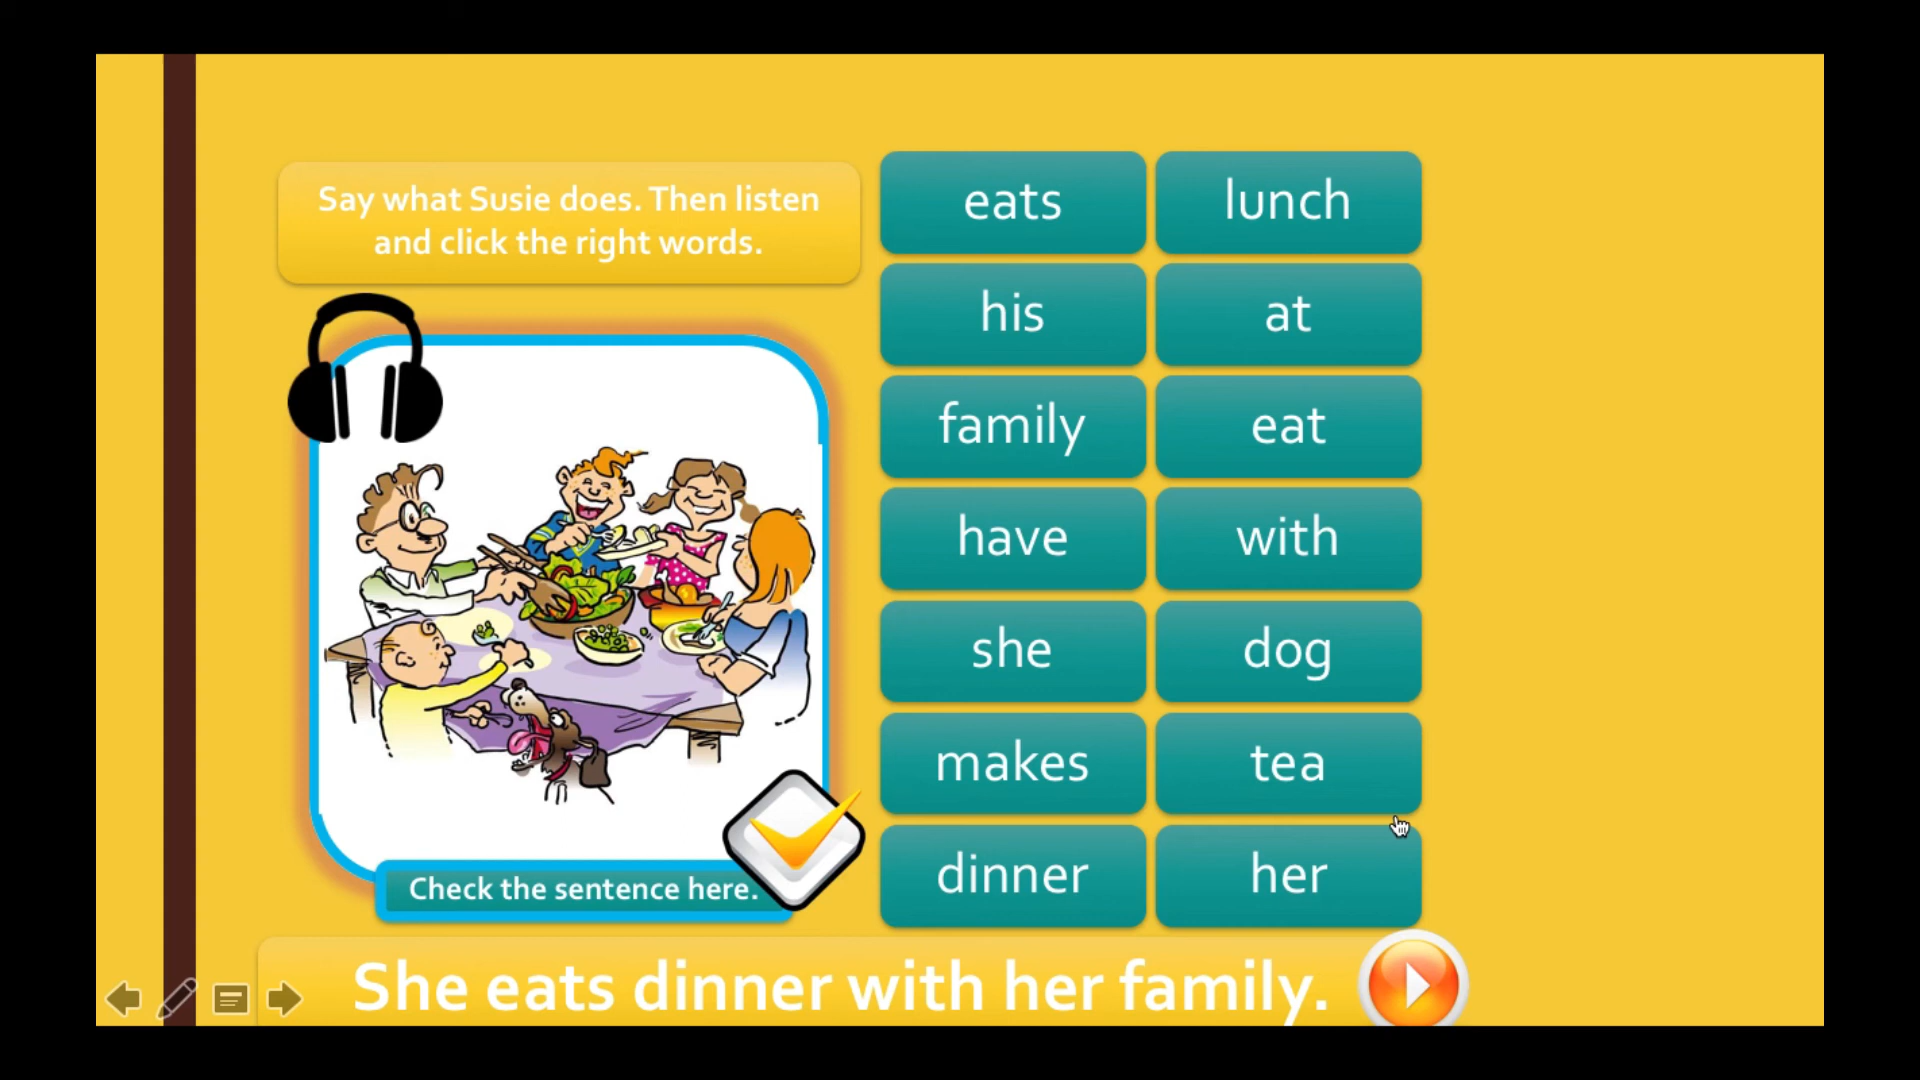 Say what Susie does. Then listen
and click the right words.
eats
lunch
his
at
family
eat
have
with
she
dog
makes
tea
dinner
her
Check the sentence here.
She eats dinner with her family.